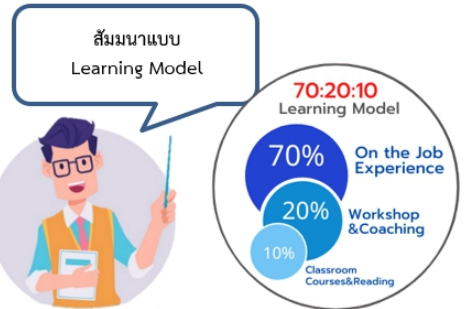 สัมมนาแบบ
Learning Model
70:20:10
Learning Model
70%
On the Job
Experience
20%
Workshop
&Coaching
10%
Classroom
Courses&Reading